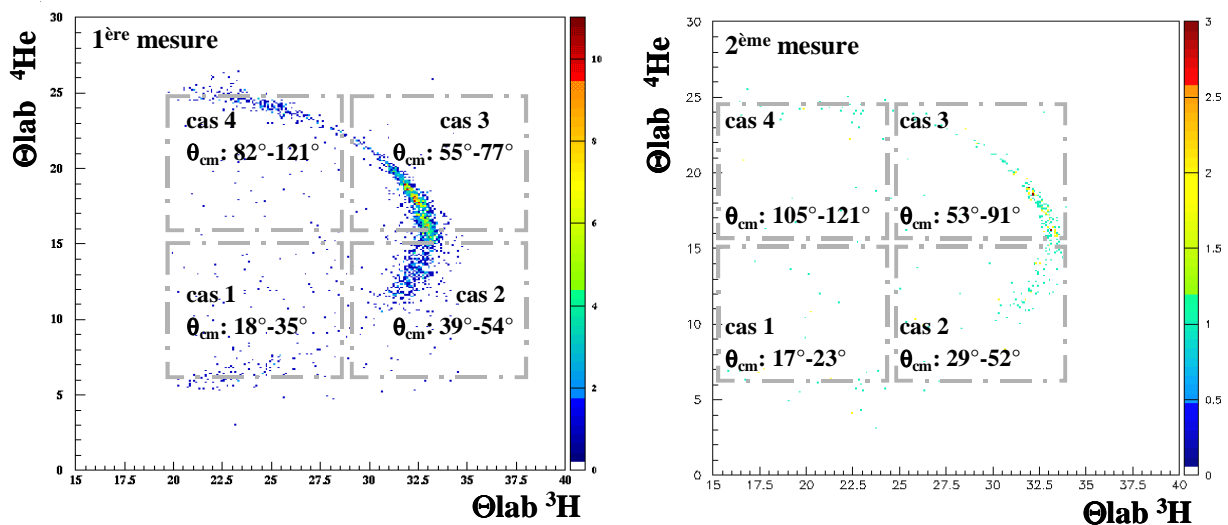 1ère mesure
Θlab ⁴He
30
25
20
15
10
5
0
cas 4
θcm: 82°-121°
cas 3
θcm: 55°-77°
cas 1
θcm: 18°-35°
cas 2
θcm: 39°-54°
15 17.5 20 22.5 25 27.5 30 32.5 35 37.5 40
Θlab ³H
10
8
6
4
2
0
2ème mesure
Θlab ⁴He
30
25
20
15
10
5
0
cas 4
θcm: 105°-121°
cas 3
θcm: 53°-91°
cas 1
θcm: 17°-23°
cas 2
θcm: 29°-52°
15 17.5 20 22.5 25 27.5 30 32.5 35 37.5 40
Θlab ³H
3
2.5
2
1.5
1
0.5
0